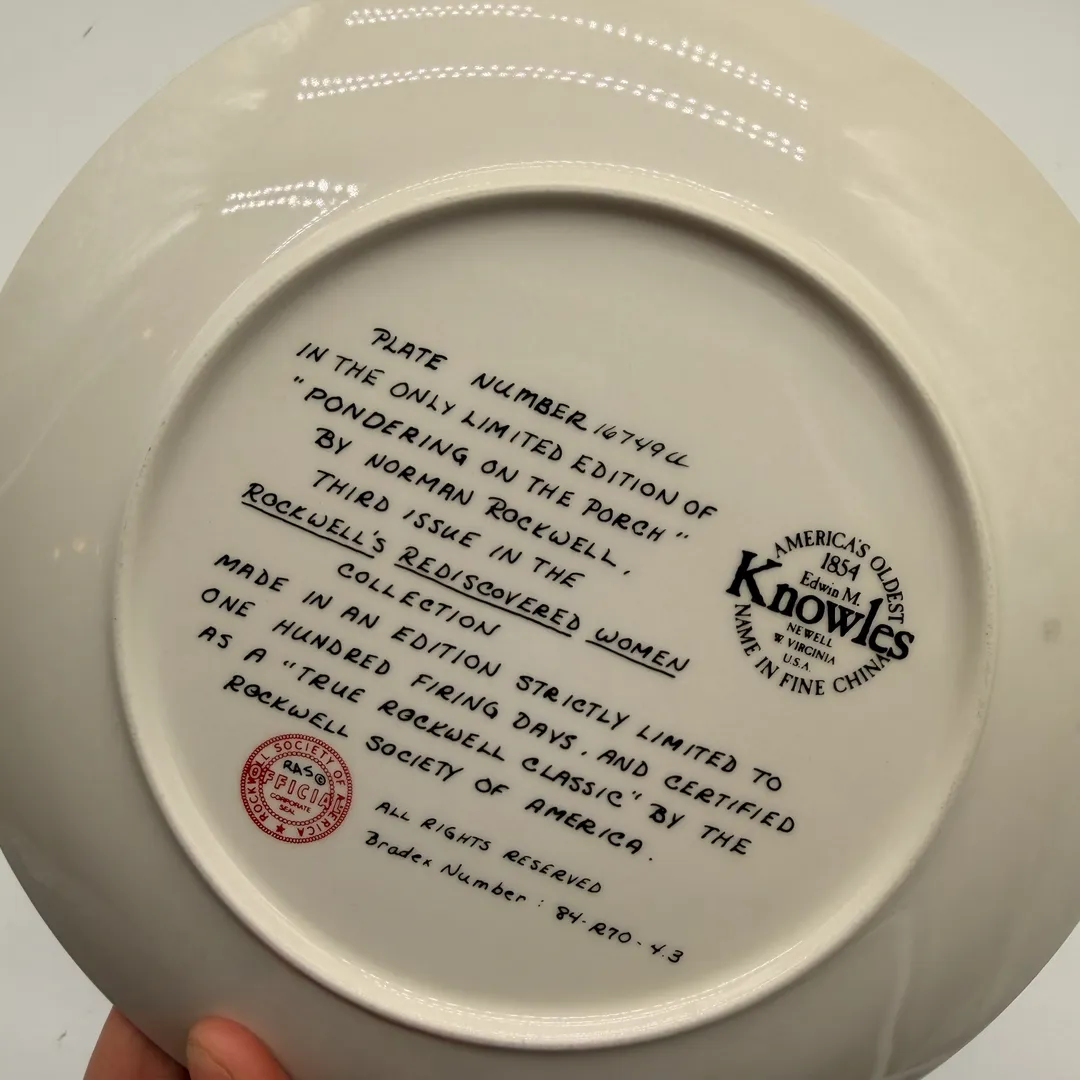 PLATE NUMBER 16749LL
IN THE ONLY LIMITED EDITION OF
"PONDERING ON THE PORCH"
BY NORMAN ROCKWELL,
THIRD ISSUE IN THE
ROCKWELL'S REDISCOVERED WOMEN
COLLECTION
MADE IN AN EDITION STRICTLY LIMITED TO
ONE HUNDRED FIRING DAYS, AND CERTIFIED
AS A "TRUE ROCKWELL CLASSIC" BY THE
ROCKWELL SOCIETY OF AMERICA.
ALL RIGHTS RESERVED
Bradex Number: 84-R70-4.3
AMERICA'S OLDEST
1854
Edwin M.
Knowles
NEWELL
W VIRGINIA
U.S.A.
NAME IN FINE CHINA
ROCKWELL SOCIETY OF AMERICA
RAS©
OFFICIAL
CORPORATE
SEAL